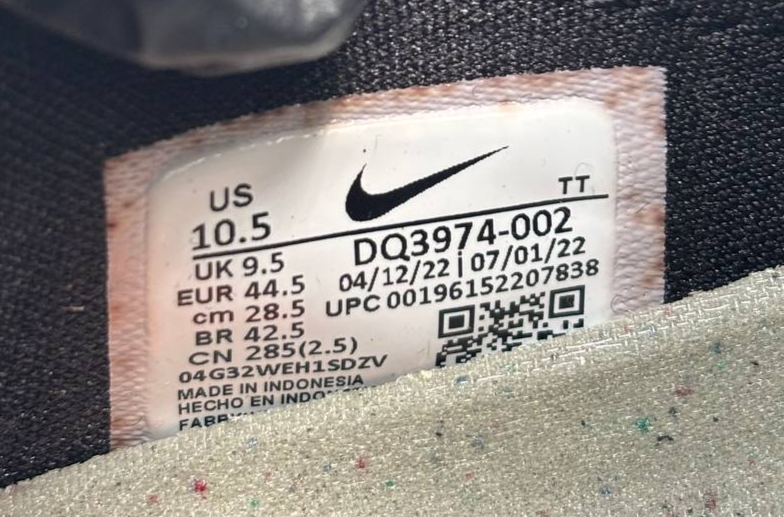 US
10.5
TT
UK 9.5
EUR 44.5
cm 28.5
BR 42.5
CN 285(2.5)
DQ3974-002
04/12/22 | 07/01/22
UPC 00196152207838
04G32WEH1SDZV
MADE IN INDONESIA
HECHO EN